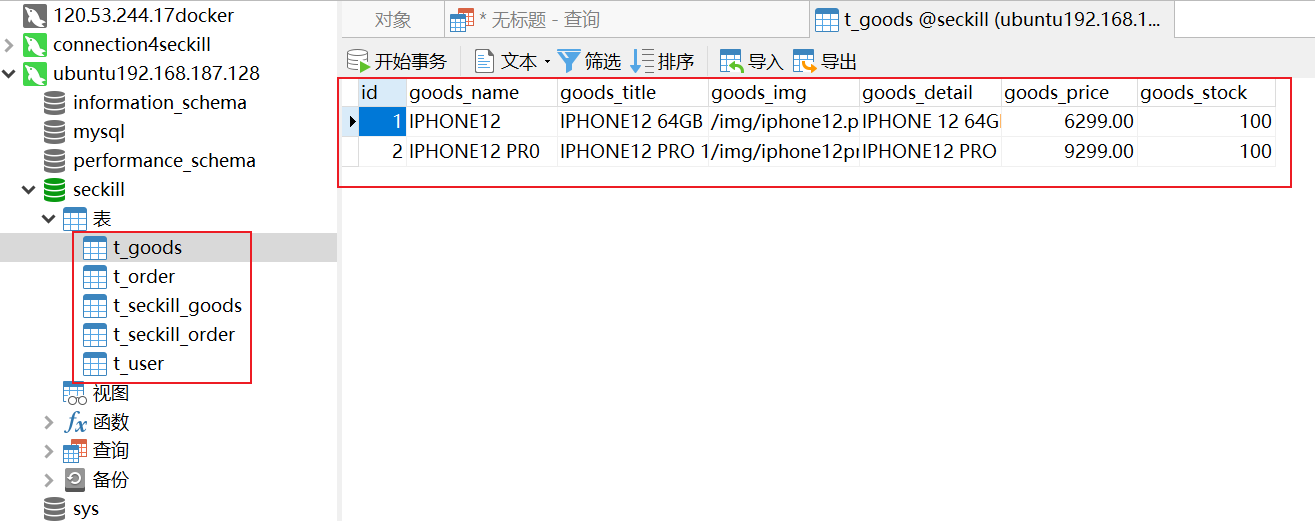 120.53.244.17docker
connection4seckill
ubuntu192.168.187.128
information_schema
mysql
performance_schema
seckill
表
t_goods
t_order
t_seckill_goods
t_seckill_order
t_user
视图
fx 函数
查询
备份
sys
对象
* 无标题 - 查询
t_goods @seckill (ubuntu192.168.1...
开始事务 文本 筛选 排序 导入 导出
id goods_name goods_title goods_img goods_detail goods_price goods_stock
1 IPHONE12 IPHONE12 64GB /img/iphone12.p IPHONE 12 64G 6299.00 100
2 IPHONE12 PR0 IPHONE12 PRO 1 /img/iphone12pr IPHONE12 PRO 9299.00 100